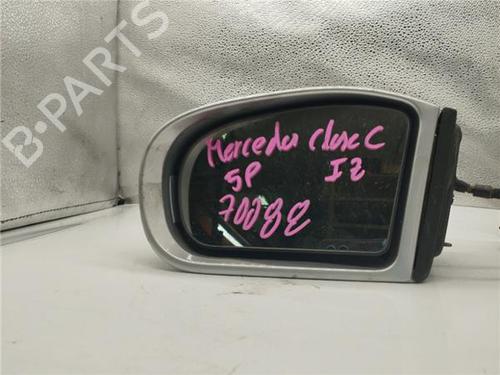 B-PARTS
Mercedes clase C
5P IZ
70082